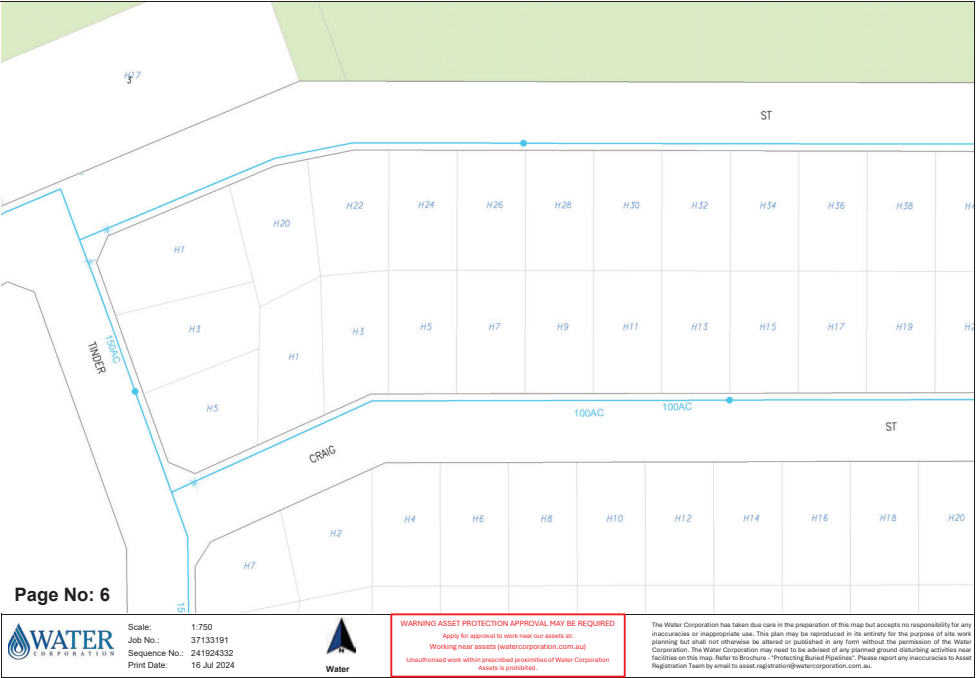 H17
3
ST
H22
H24
H26
H28
H30
H32
H34
H36
H38
H20
H1
H3
H3
H5
H7
H9
H11
H13
H15
H17
H19
H1
150AC
TINDER
H5
100AC
100AC
ST
CRAIG
H4
H6
H8
H10
H12
H14
H16
H18
H20
H2
H7
Page No: 6
15
WATER
CORPORATION
Scale: 1:750
Job No.: 37133191
Sequence No.: 241924332
Print Date: 16 Jul 2024
N
Water
WARNING ASSET PROTECTION APPROVAL MAY BE REQUIRED
Apply for approval to work near our assets at:
Working near assets (watercorporation.com.au)
Unauthorised work within prescribed proximities of Water Corporation
Assets is prohibited.
The Water Corporation has taken due care in the preparation of this map but accepts no responsibility for any
inaccuracies or inappropriate use. This plan may be reproduced in its entirety for the purpose of site work
planning but shall not otherwise be altered or published in any form without the permission of the Water
Corporation. The Water Corporation may need to be advised of any planned ground disturbing activities near
facilities on this map. Refer to Brochure - "Protecting Buried Pipelines". Please report any inaccuracies to Asset
Registration Team by email to asset.registration@watercorporation.com.au.